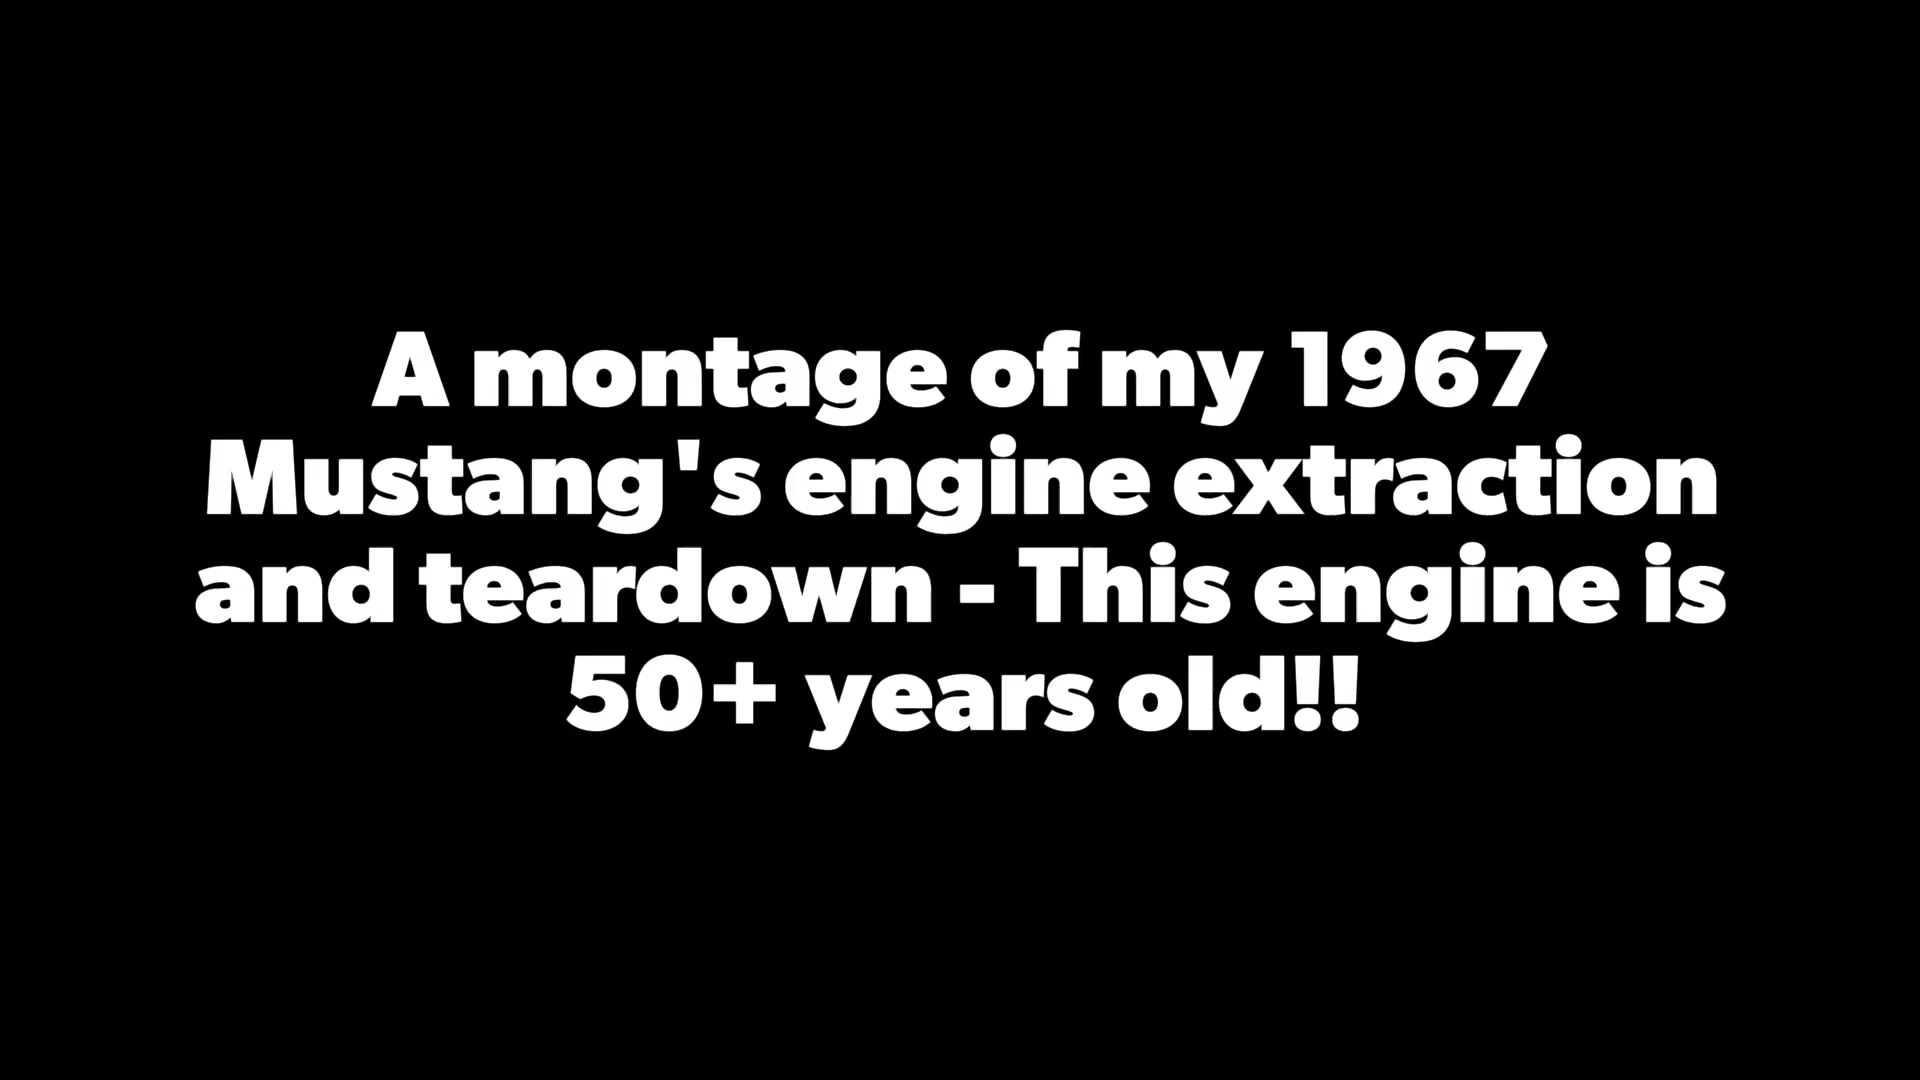 A montage of my 1967
Mustang's engine extraction
and teardown - This engine is
50+ years old!!